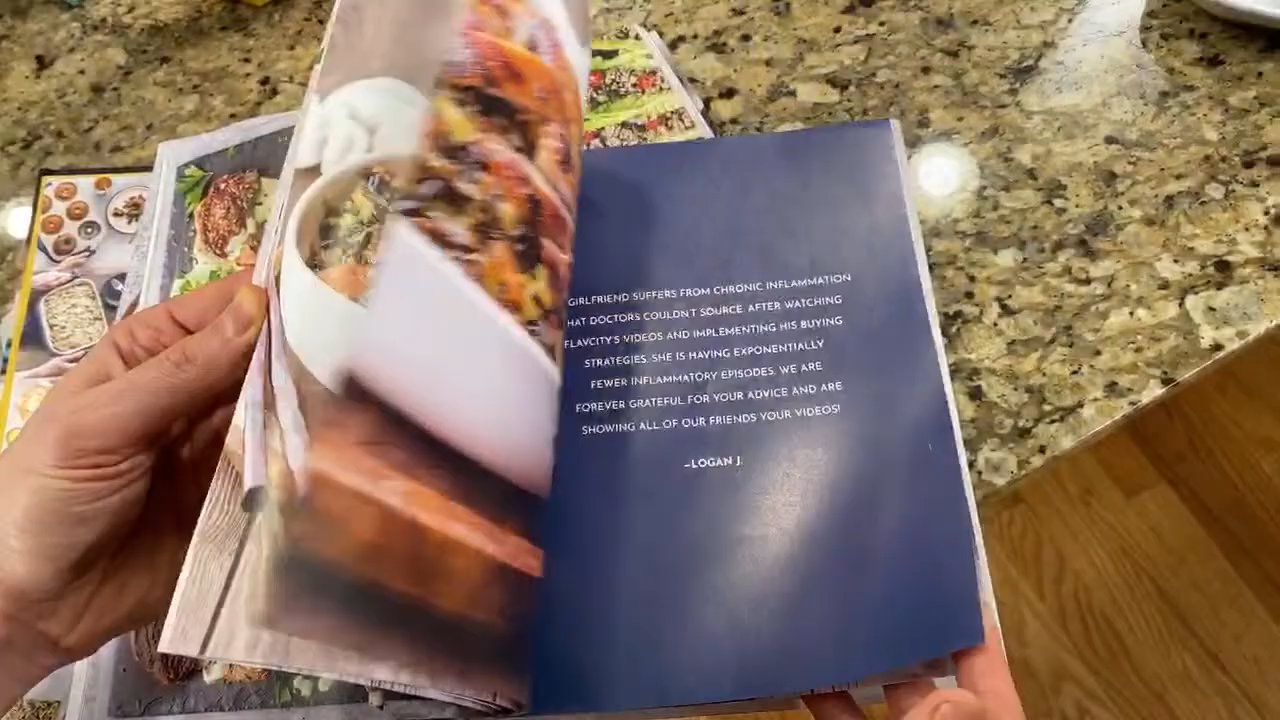 GIRLFRIEND SUFFERS FROM CHRONIC INFLAMMATION
HAT DOCTORS COULDN'T SOURCE. AFTER WATCHING
FLAVCITY'S VIDEOS AND IMPLEMENTING HIS BUYING
STRATEGIES, SHE IS HAVING EXPONENTIALLY
FEWER INFLAMMATORY EPISODES. WE ARE
FOREVER GRATEFUL FOR YOUR ADVICE AND ARE
SHOWING ALL OF OUR FRIENDS YOUR VIDEOS!
–LOGAN J.